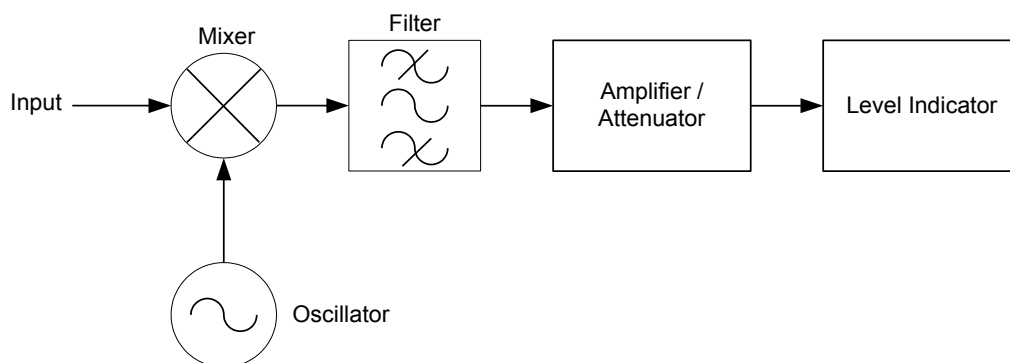 Mixer
Filter
Input
Amplifier /
Attenuator
Level Indicator
Oscillator